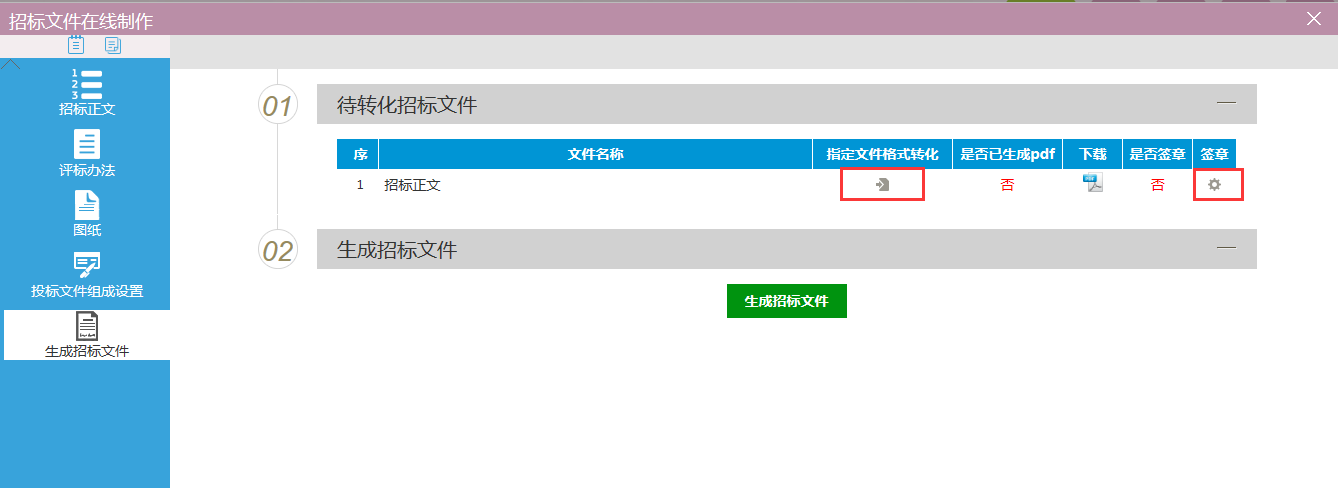 招标文件在线制作
招标正文
评标办法
图纸
投标文件组成设置
生成招标文件
01 待转化招标文件
序 文件名称 指定文件格式转化 是否已生成pdf 下载 是否签章 签章
1 招标正文 否 否
02 生成招标文件
生成招标文件